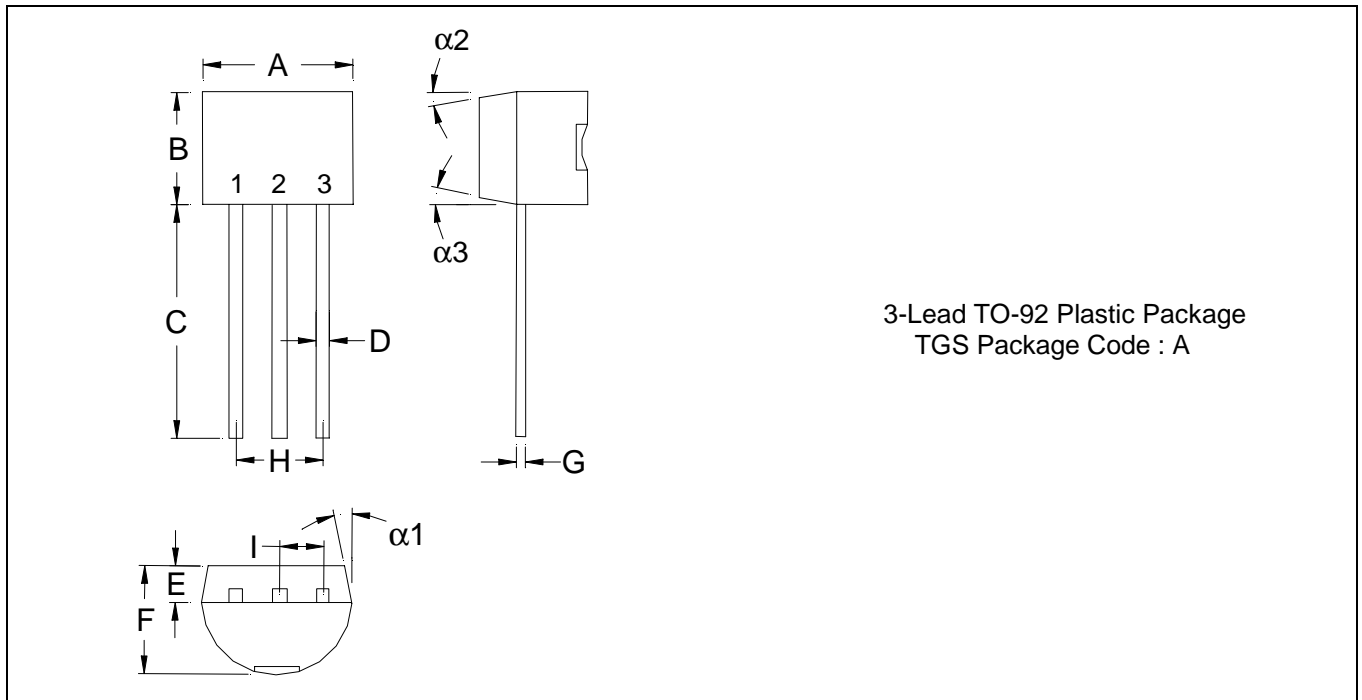 α2
A
B
1 2 3
α3
C
D
H
G
α1
I
E
F
3-Lead TO-92 Plastic Package
TGS Package Code : A